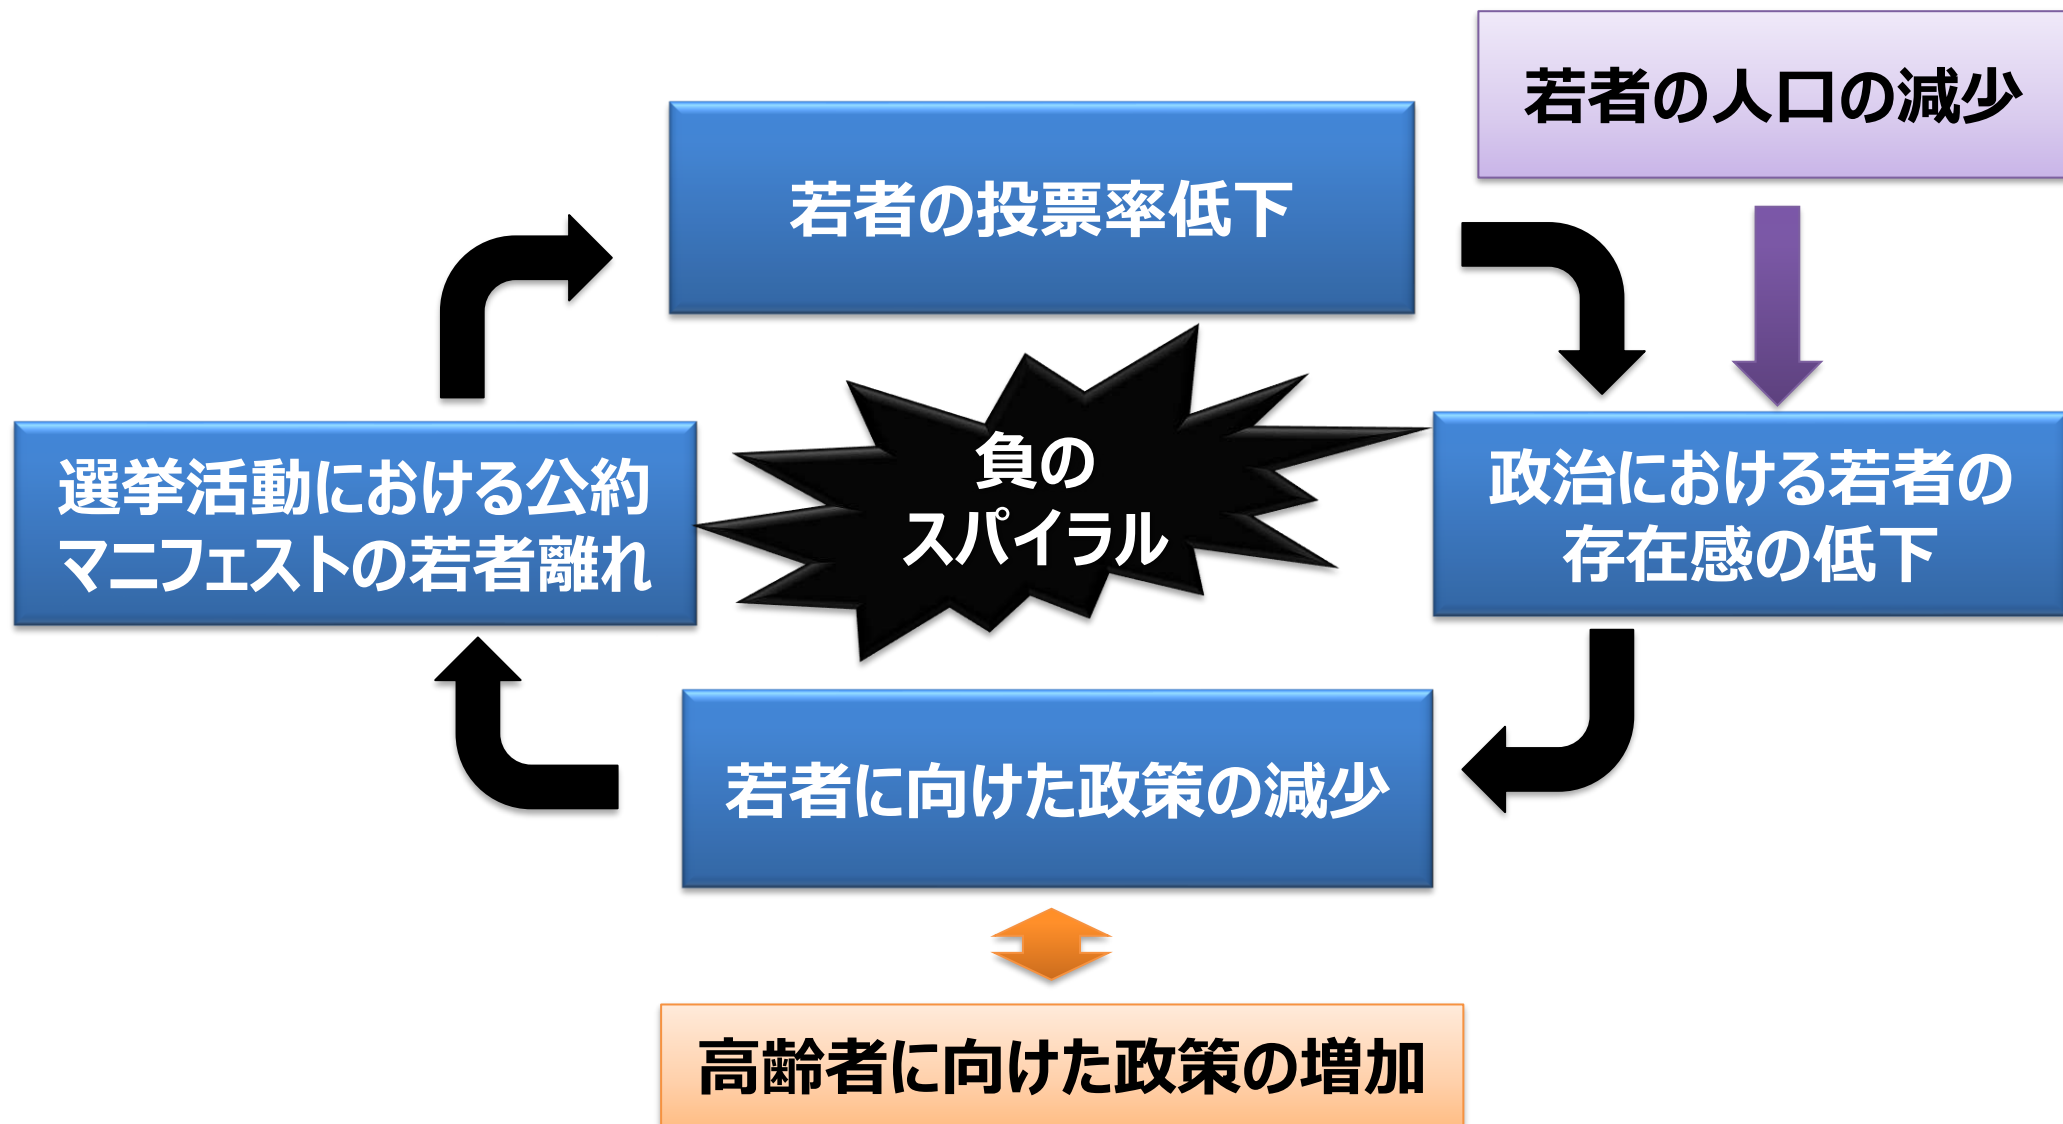 若者の人口の減少
若者の投票率低下
負の
スパイラル
選挙活動における公約
マニフェストの若者離れ
政治における若者の
存在感の低下
若者に向けた政策の減少
高齢者に向けた政策の増加